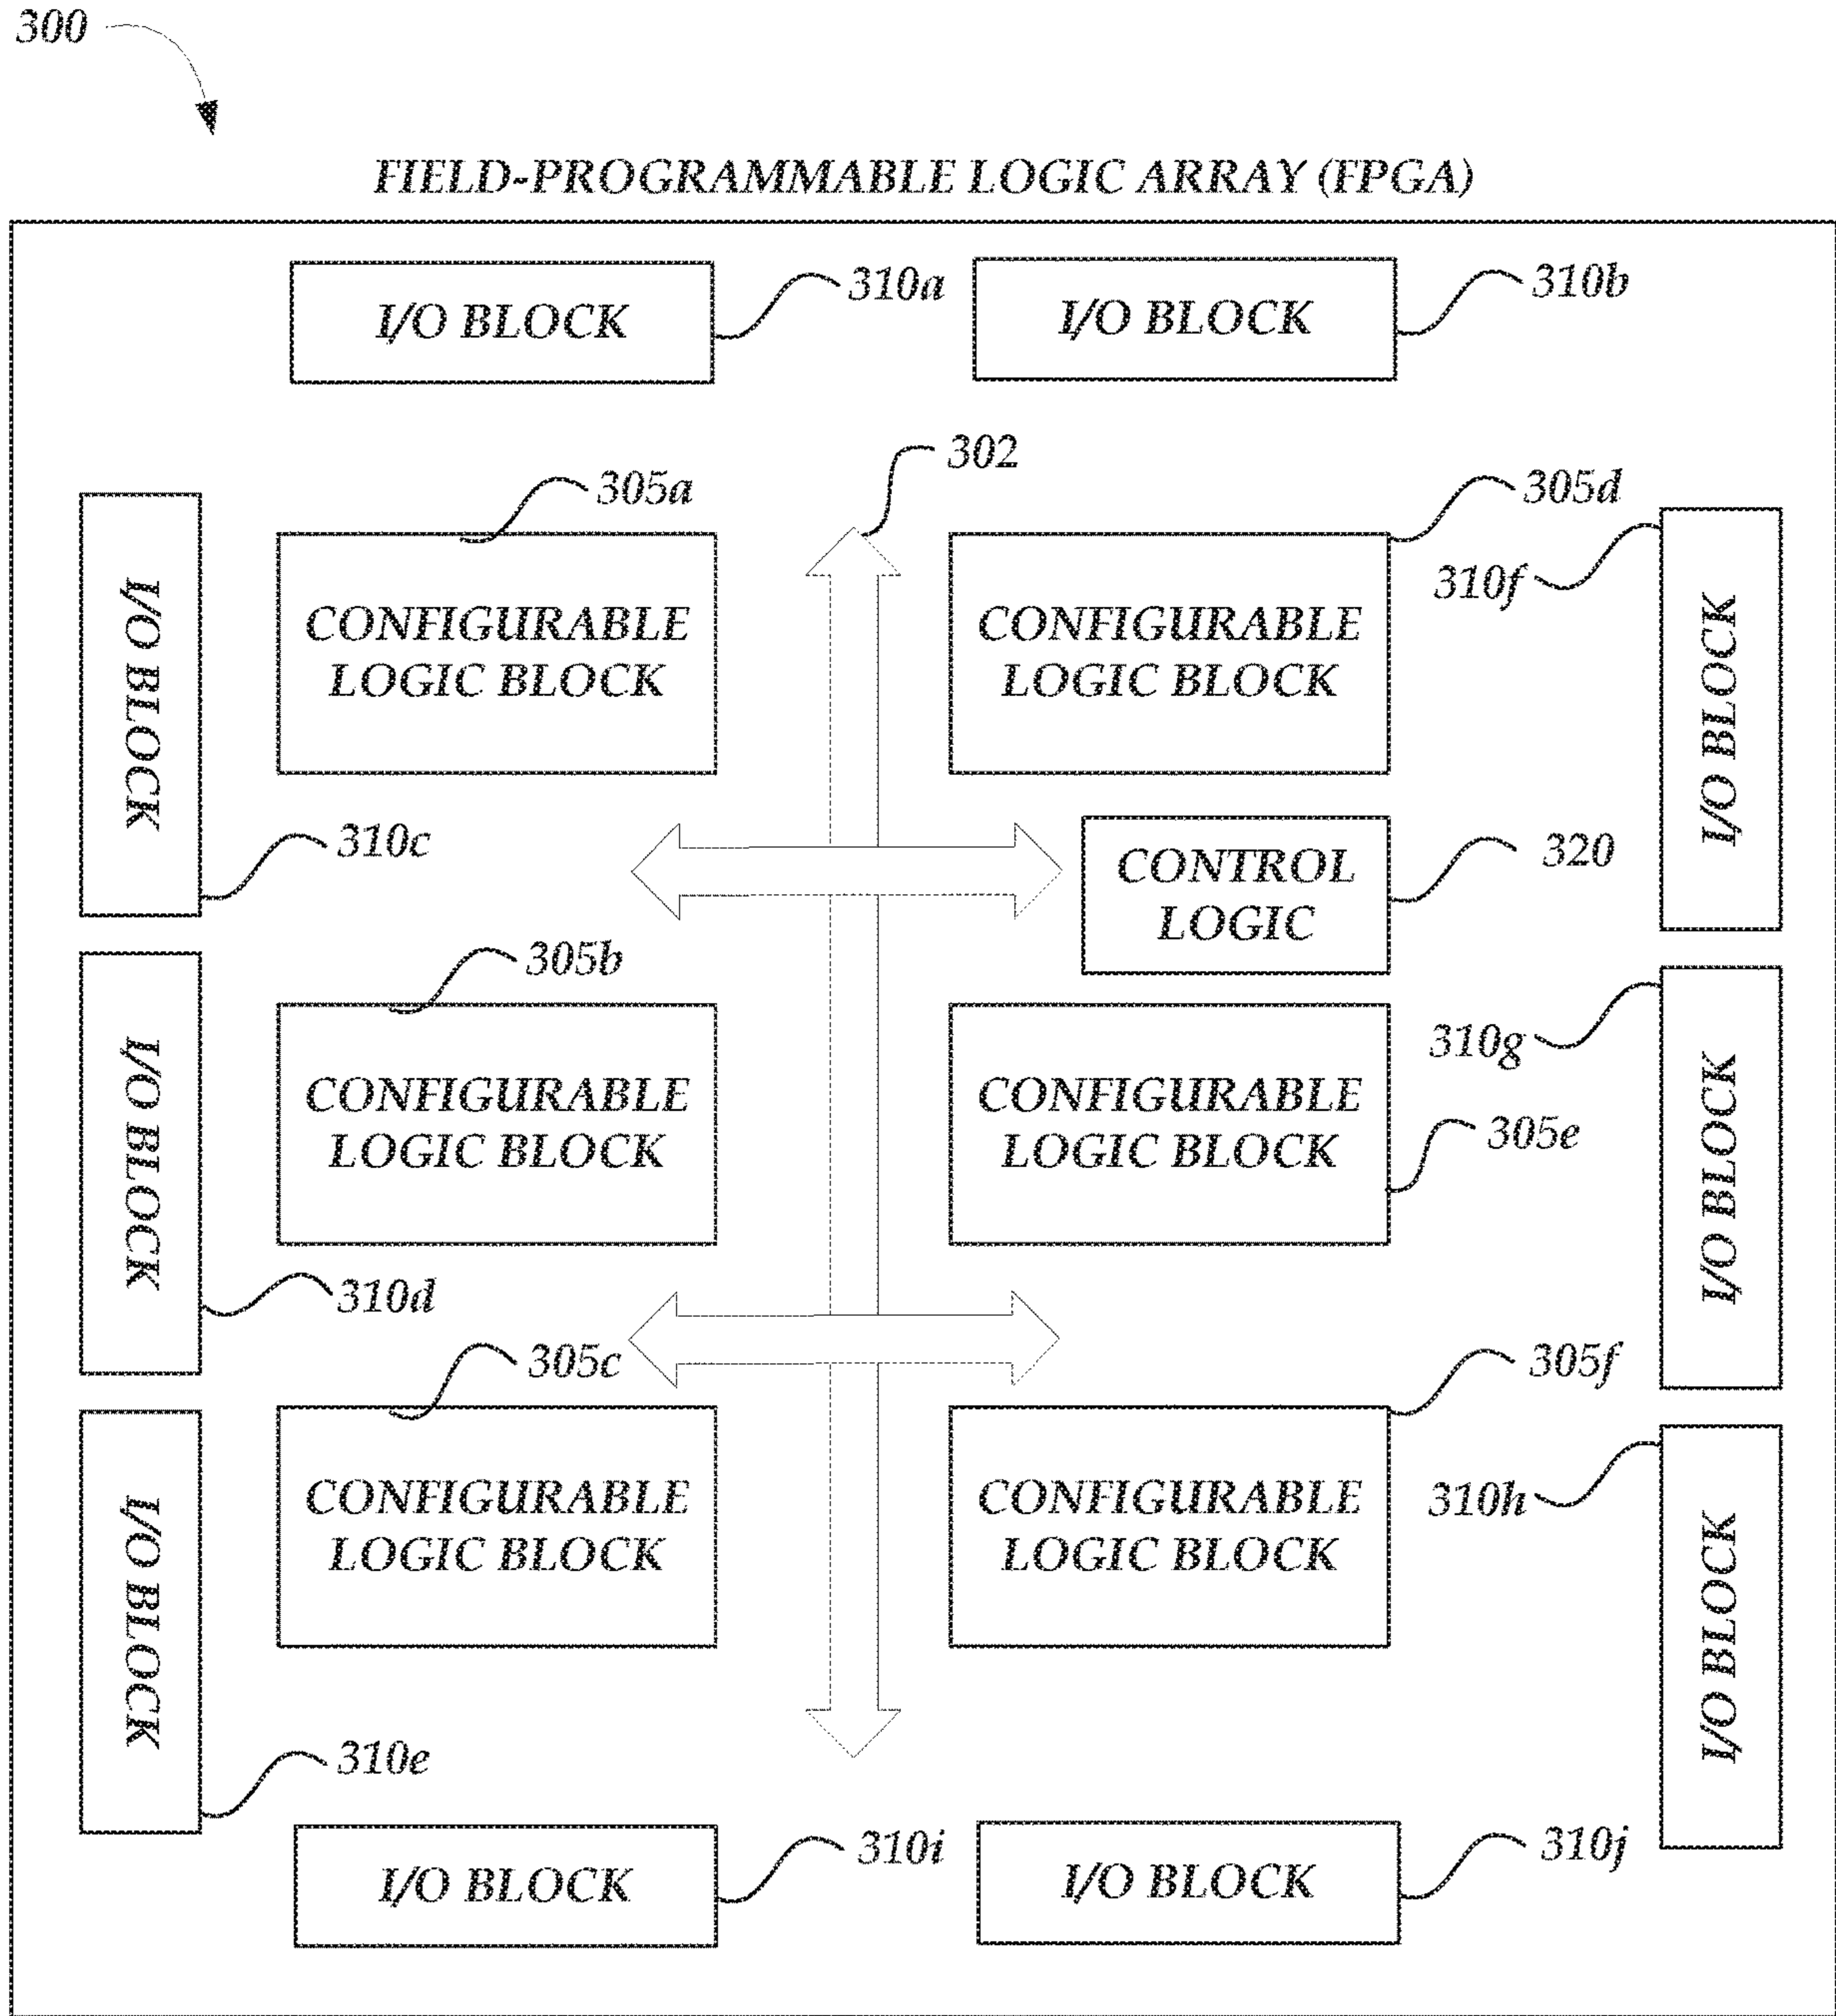 300
FIELD-PROGRAMMABLE LOGIC ARRAY (FPGA)
I/O BLOCK
310a
I/O BLOCK
310b
302
305a
305d
310f
I/O BLOCK
CONFIGURABLE
LOGIC BLOCK
CONFIGURABLE
LOGIC BLOCK
I/O BLOCK
310c
CONTROL
LOGIC
320
305b
310g
I/O BLOCK
CONFIGURABLE
LOGIC BLOCK
CONFIGURABLE
LOGIC BLOCK
305e
I/O BLOCK
310d
305c
305f
310h
I/O BLOCK
CONFIGURABLE
LOGIC BLOCK
CONFIGURABLE
LOGIC BLOCK
I/O BLOCK
310e
I/O BLOCK
310i
I/O BLOCK
310j